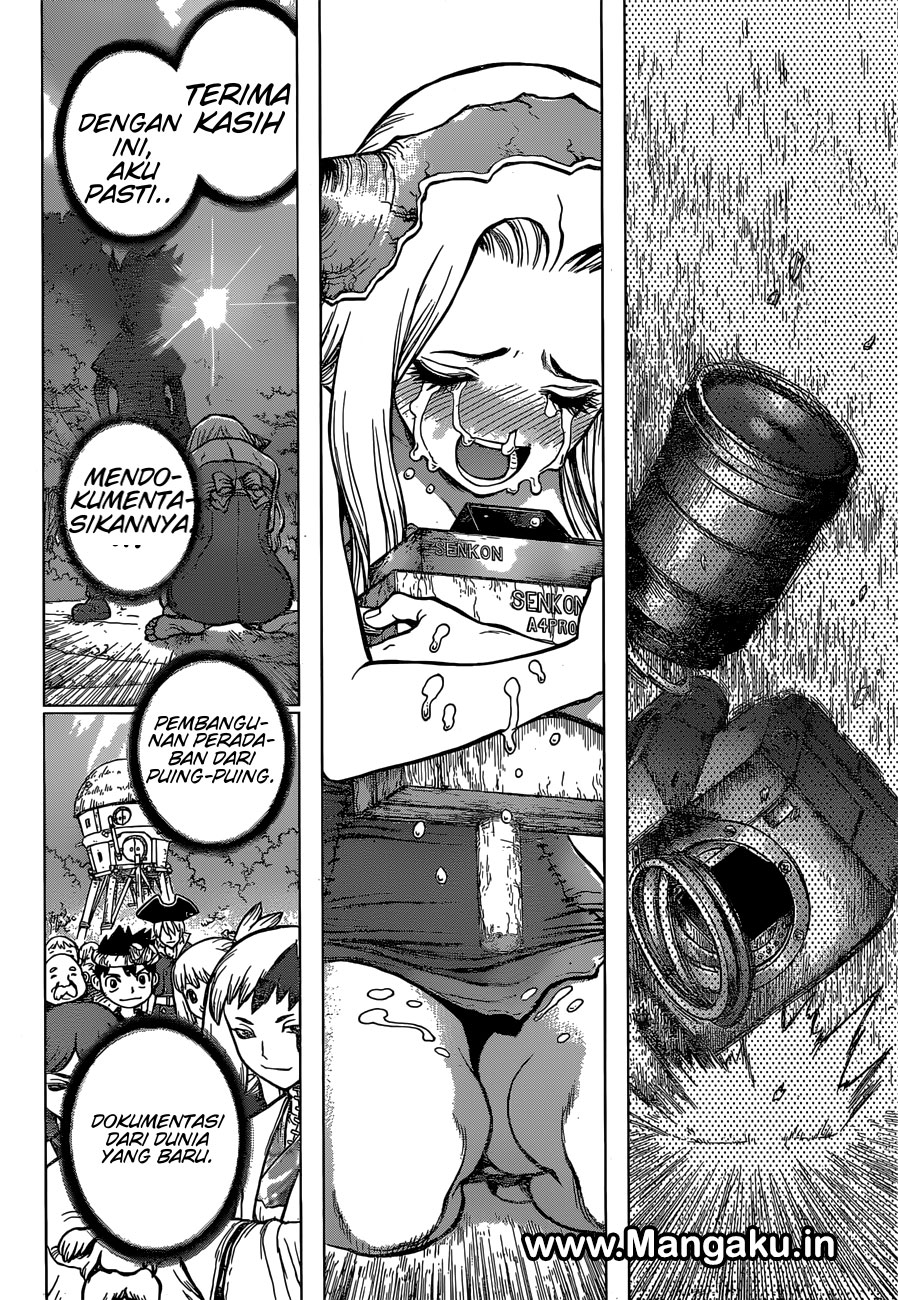 SENKON
SENKON
A4PRO
TERIMA
KASIH
DENGAN
INI,
AKU
PASTI..
MENDO-
KUMENTA-
SIKANNYA.
...
PEMBANGU-
NAN PERADA-
BAN DARI
PUING-PUING.
DOKUMENTASI
DARI DUNIA
YANG BARU.
www.Mangaku.in